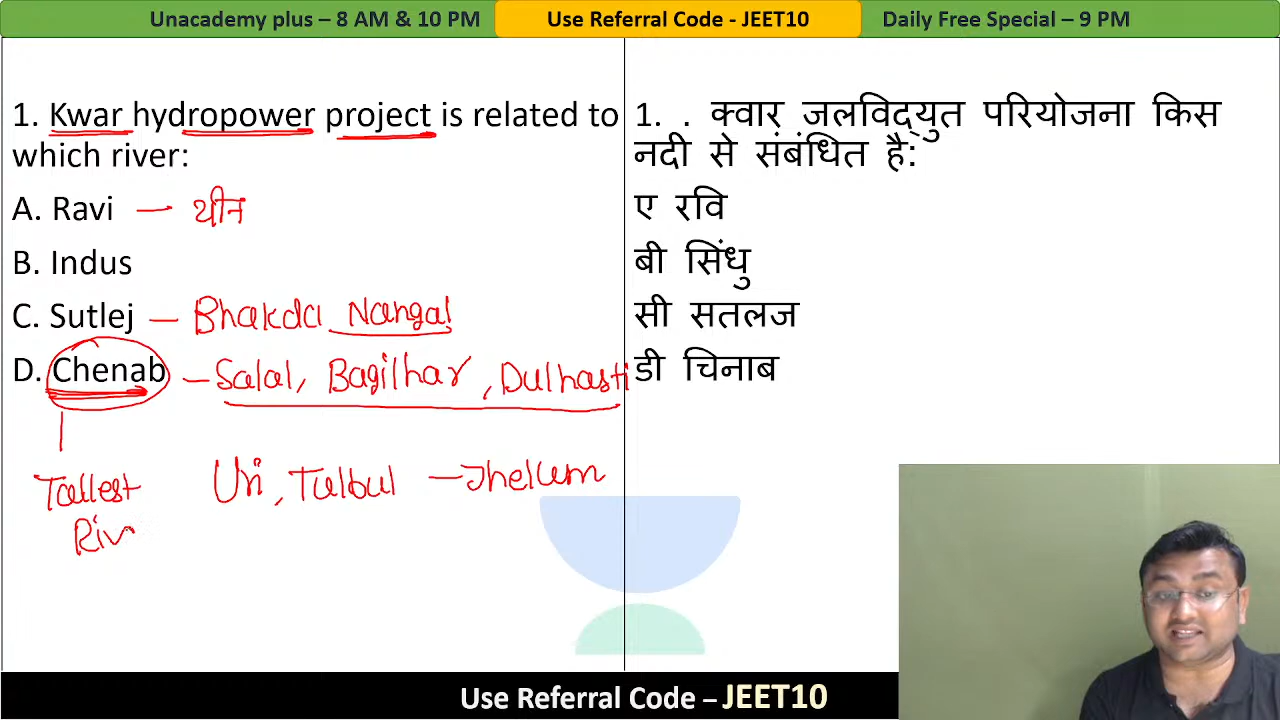 Unacademy plus – 8 AM & 10 PM
Use Referral Code - JEET10
Daily Free Special – 9 PM
1. Kwar hydropower project is related to
which river:
A. Ravi — थीन
B. Indus
C. Sutlej — Bhakda Nangal
D. Chenab — Salal, Bagilhar, Dulhasti
Tallest
Riv
Uri, Tulbul — Jhelum
1. . क्वार जलविद्युत परियोजना किस
नदी से संबंधित है:
ए रवि
बी सिंधु
सी सतलज
डी चिनाब
Use Referral Code – JEET10